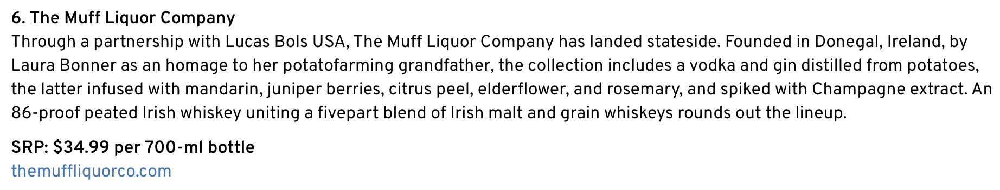 6. The Muff Liquor Company
Through a partnership with Lucas Bols USA, The Muff Liquor Company has landed stateside. Founded in Donegal, Ireland, by
Laura Bonner as an homage to her potatofarming grandfather, the collection includes a vodka and gin distilled from potatoes,
the latter infused with mandarin, juniper berries, citrus peel, elderflower, and rosemary, and spiked with Champagne extract. An
86-proof peated Irish whiskey uniting a fivepart blend of Irish malt and grain whiskeys rounds out the lineup.
SRP: $34.99 per 700-ml bottle
themuffliquorco.com